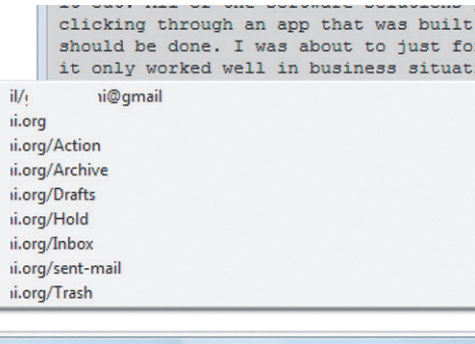 clicking through an app that was built
should be done. I was about to just fo
it only worked well in business situat
il/ ni@gmail
ii.org
ii.org/Action
ii.org/Archive
ii.org/Drafts
ii.org/Hold
ii.org/Inbox
ii.org/sent-mail
ii.org/Trash